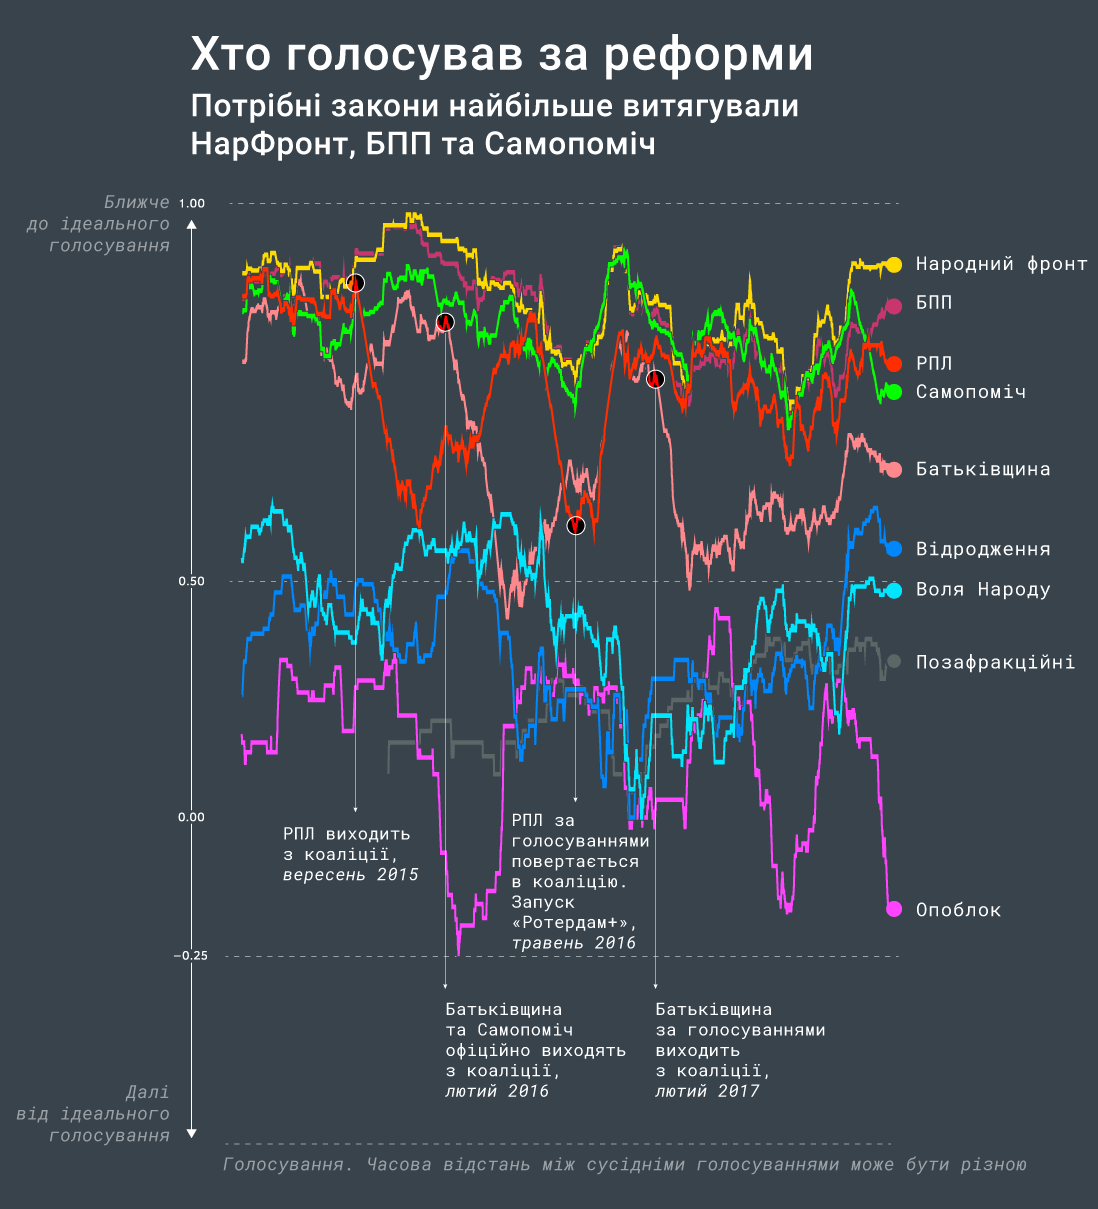 Хто голосував за реформи
Потрібні закони найбільше витягували
НарФронт, БПП та Самопоміч
Ближче
до ідеального
голосування
1.00
Народний фронт
БПП
РПЛ
Самопоміч
Батьківщина
Відродження
0.50
Воля Народу
Позафракційні
0.00
РПЛ виходить
з коаліції,
вересень 2015
РПЛ за
голосуваннями
повертається
в коаліцію.
Запуск
«Ротердам+»,
травень 2016
Опоблок
−0.25
Батьківщина
та Самопоміч
офіційно виходять
з коаліції,
лютий 2016
Батьківщина
за голосуваннями
виходить
з коаліції,
лютий 2017
Далі
від ідеального
голосування
Голосування. Часова відстань між сусідніми голосуваннями може бути різною